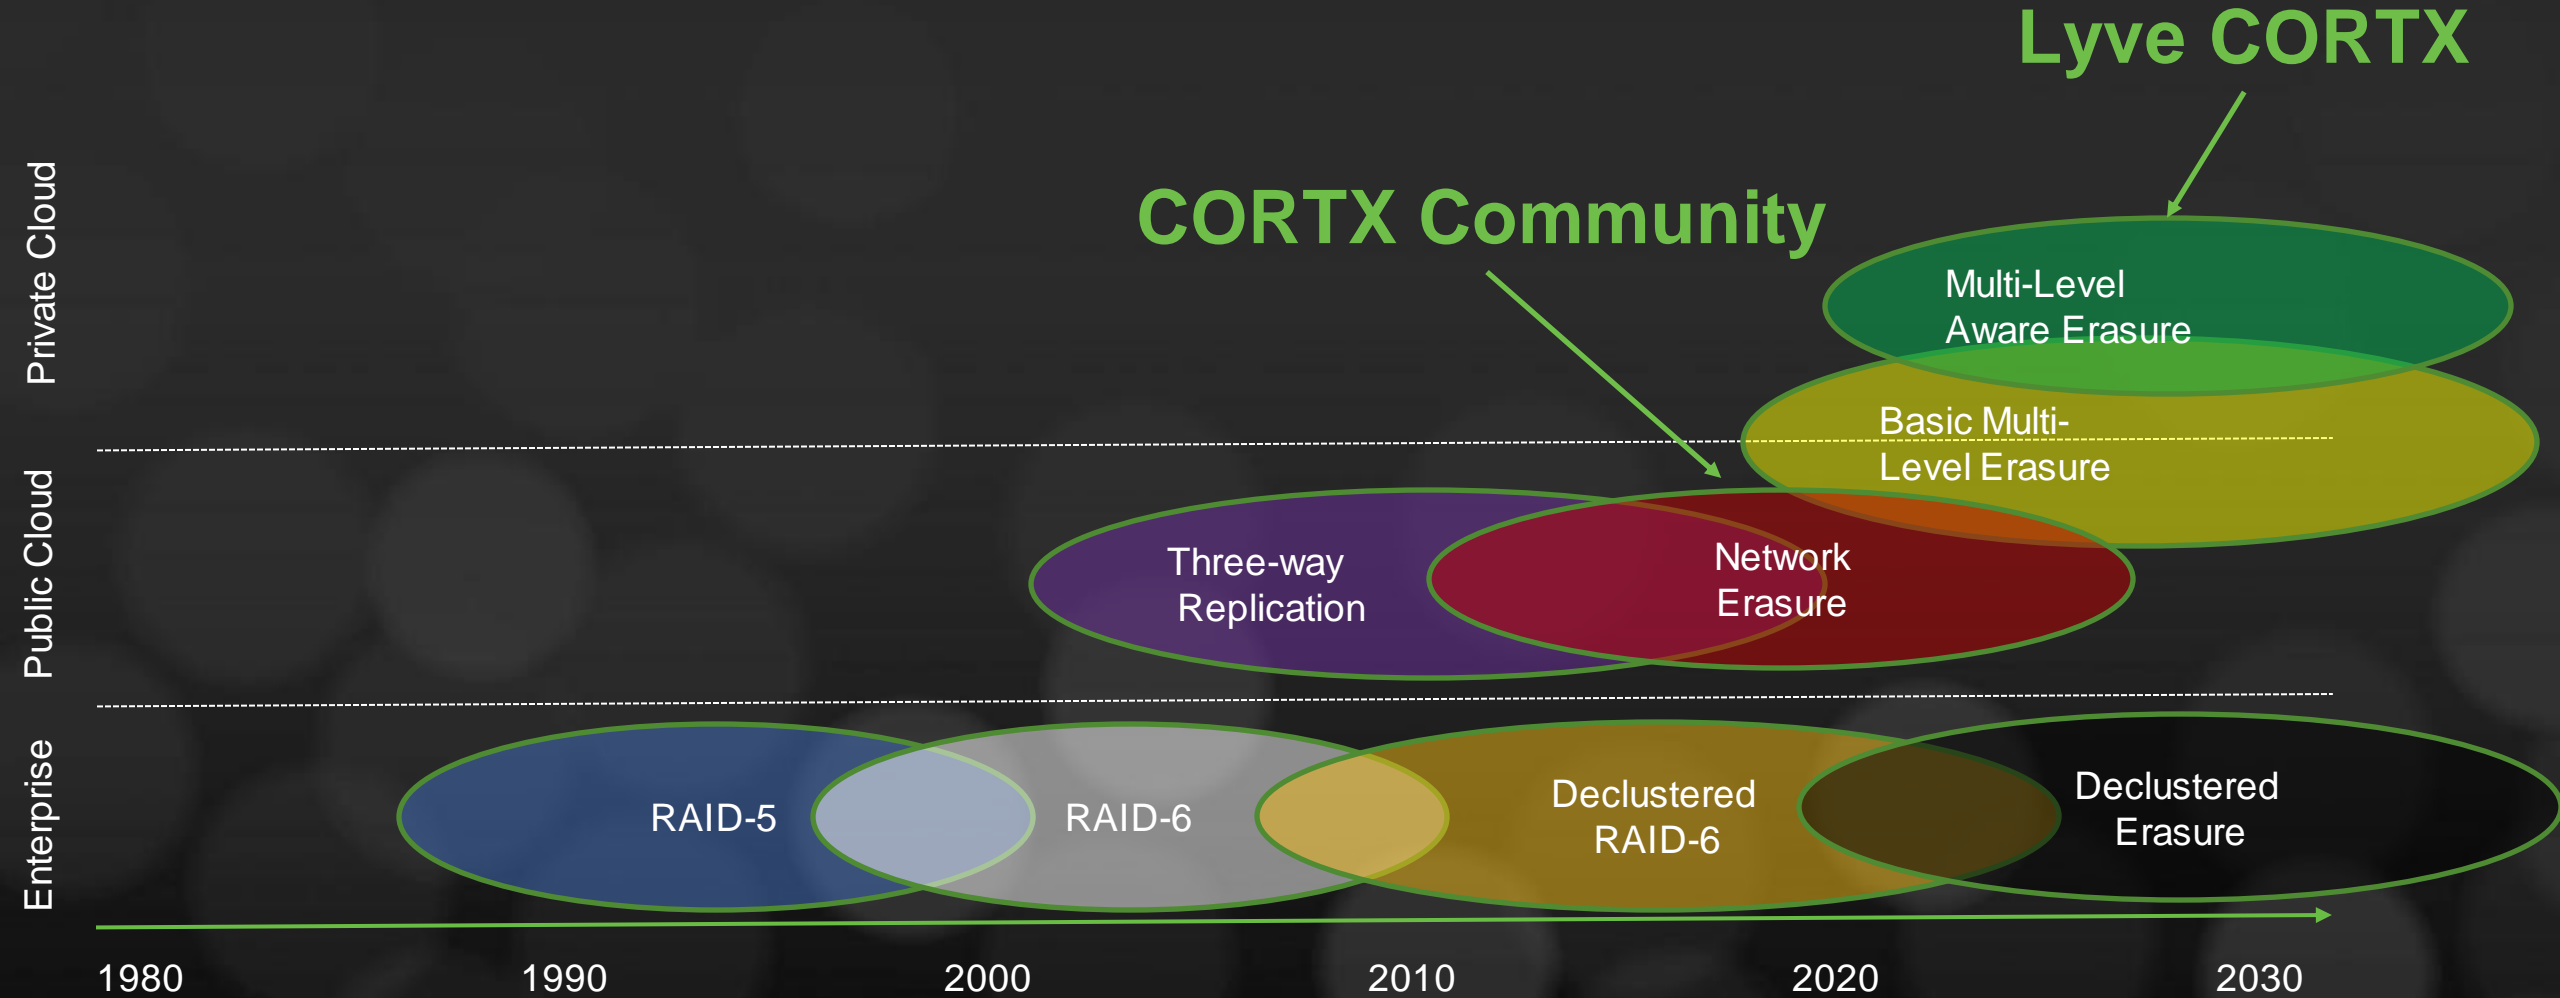 Lyve CORTX
CORTX Community
Private Cloud
Multi-Level
Aware Erasure
Basic Multi-
Level Erasure
Public Cloud
Three-way
Replication
Network
Erasure
Enterprise
RAID-5
RAID-6
Declustered
RAID-6
Declustered
Erasure
1980
1990
2000
2010
2020
2030